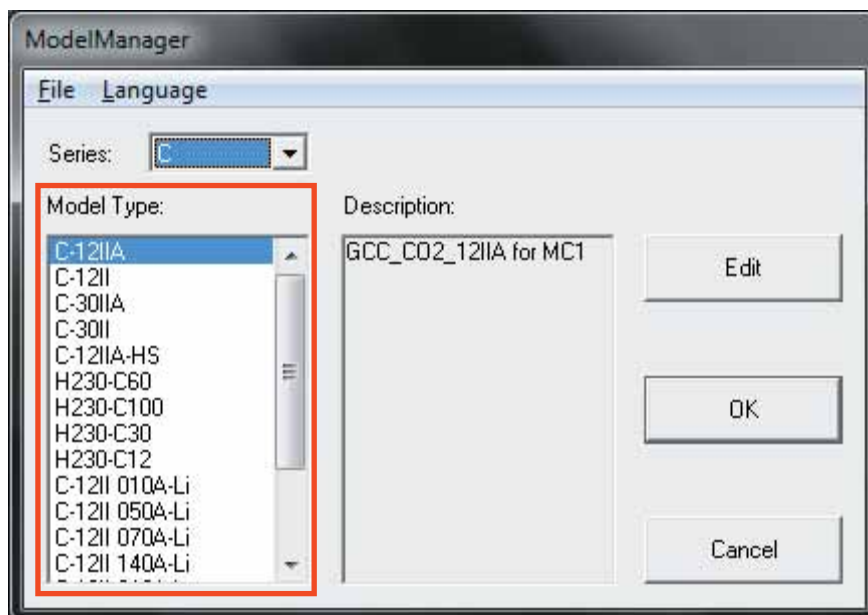 ModelManager
File Language
Series: C
Model Type:
C-12IIA
C-12II
C-30IIA
C-30II
C-12IIA-HS
H230-C60
H230-C100
H230-C30
H230-C12
C-12II 010A-Li
C-12II 050A-Li
C-12II 070A-Li
C-12II 140A-Li
Description:
GCC_CO2_12IIA for MC1
Edit
OK
Cancel